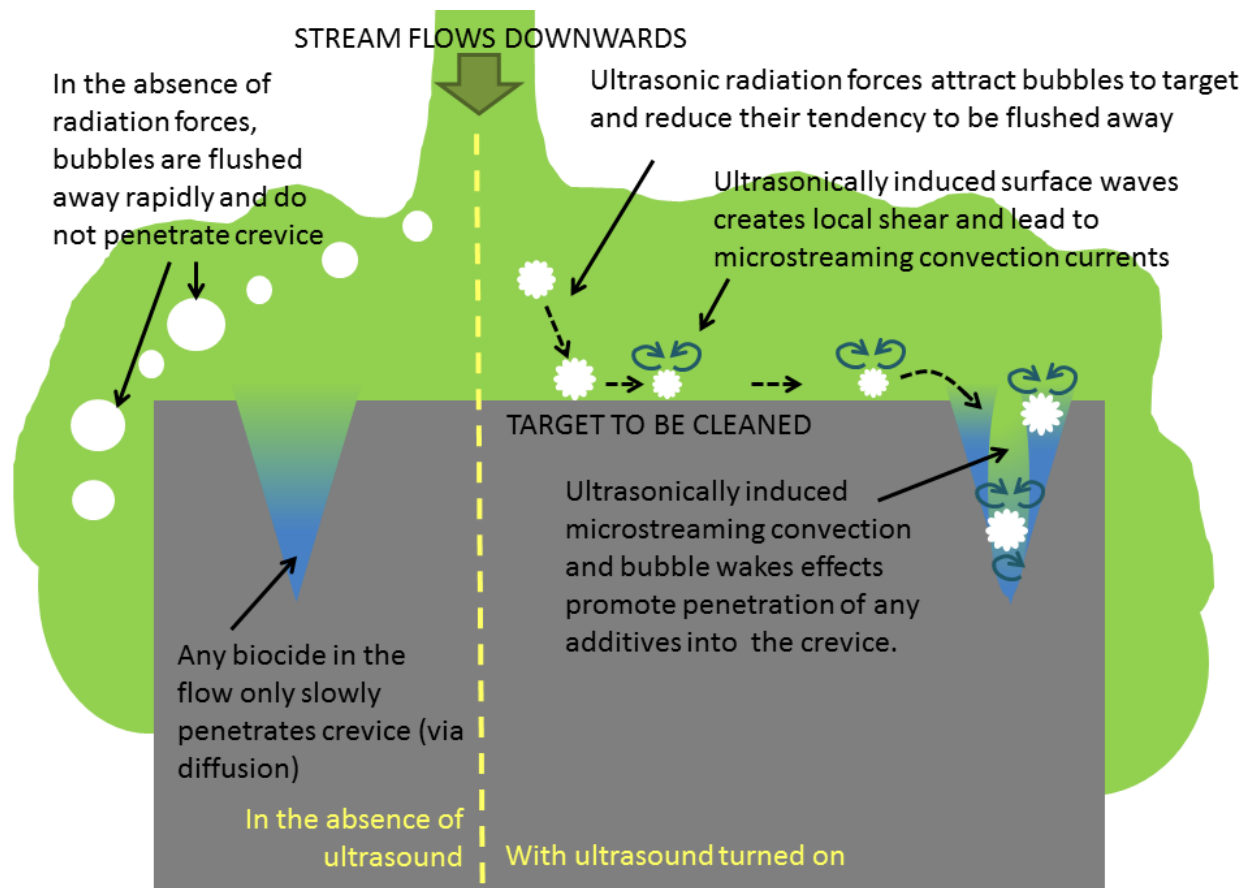 STREAM FLOWS DOWNWARDS
In the absence of
radiation forces,
bubbles are flushed
away rapidly and do
not penetrate crevice
Ultrasonic radiation forces attract bubbles to target
and reduce their tendency to be flushed away
Ultrasonically induced surface waves
creates local shear and lead to
microstreaming convection currents
TARGET TO BE CLEANED
Ultrasonically induced
microstreaming convection
and bubble wakes effects
promote penetration of any
additives into the crevice.
Any biocide in the
flow only slowly
penetrates crevice (via
diffusion)
In the absence of
ultrasound
With ultrasound turned on